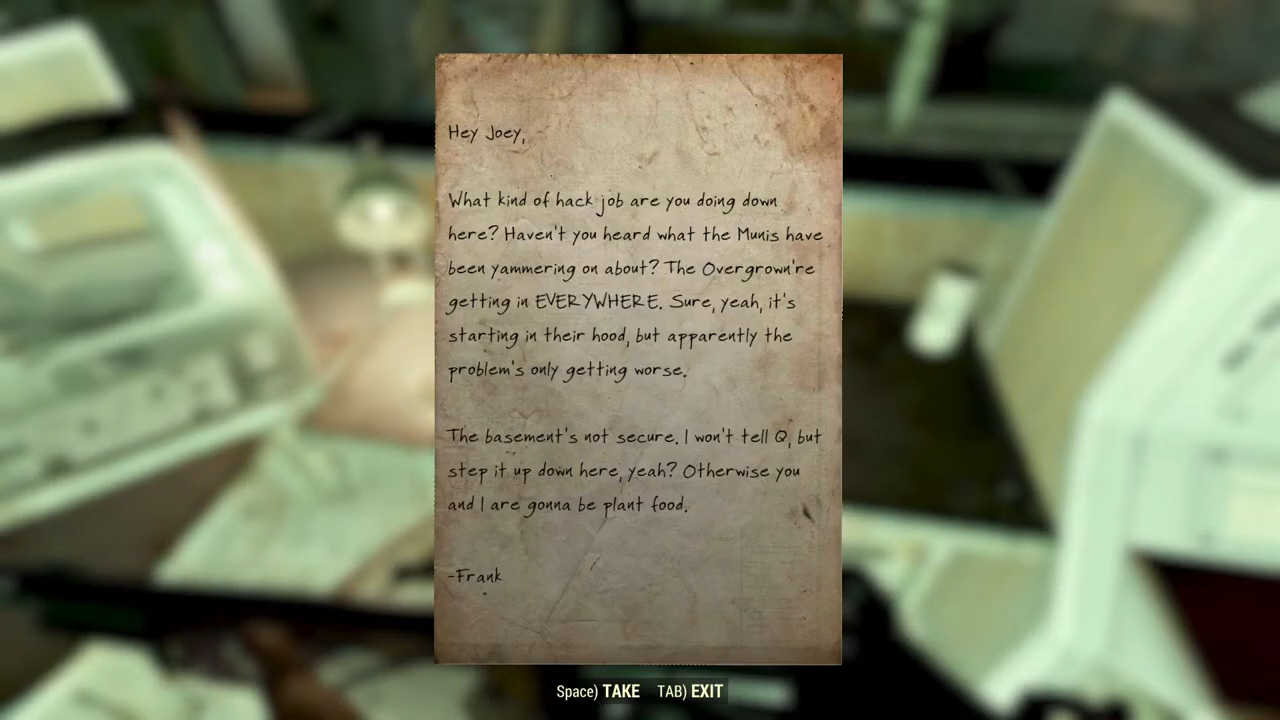 Hey Joey,
What kind of hack job are you doing down
here? Haven't you heard what the Munis have
been yammering on about? The Overgrown're
getting in EVERYWHERE. Sure, yeah, it's
starting in their hood, but apparently the
problem's only getting worse.
The basement's not secure. I won't tell Q, but
step it up down here, yeah? Otherwise you
and I are gonna be plant food.
-Frank
Space) TAKE TAB) EXIT